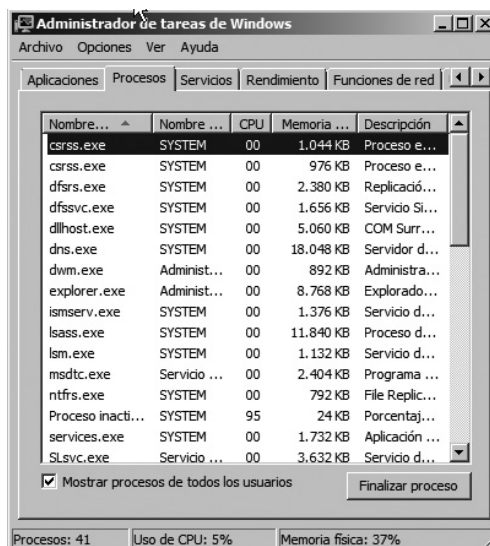 Administrador de tareas de Windows
Archivo Opciones Ver Ayuda
Aplicaciones Procesos Servicios Rendimiento Funciones de red
Nombre... Nombre ... CPU Memoria ... Descripción
csrss.exe SYSTEM 00 1.044 KB Proceso e...
csrss.exe SYSTEM 00 976 KB Proceso e...
dfsrs.exe SYSTEM 00 2.380 KB Replicació...
dfssvc.exe SYSTEM 00 1.656 KB Servicio Si...
dllhost.exe SYSTEM 00 5.060 KB COM Surr...
dns.exe SYSTEM 00 18.048 KB Servidor d...
dwm.exe Administ... 00 892 KB Administra...
explorer.exe Administ... 00 8.768 KB Explorado...
ismserv.exe SYSTEM 00 1.376 KB Servicio d...
lsass.exe SYSTEM 00 11.840 KB Proceso d...
lsm.exe SYSTEM 00 1.132 KB Servicio d...
msdtc.exe Servicio ... 00 2.404 KB Programa ...
ntfrs.exe SYSTEM 00 792 KB File Replic...
Proceso inacti... SYSTEM 95 24 KB Porcentaj...
services.exe SYSTEM 00 1.732 KB Aplicación ...
SLsvc.exe Servicio ... 00 3.632 KB Servicio d...
Mostrar procesos de todos los usuarios Finalizar proceso
Procesos: 41 Uso de CPU: 5% Memoria física: 37%